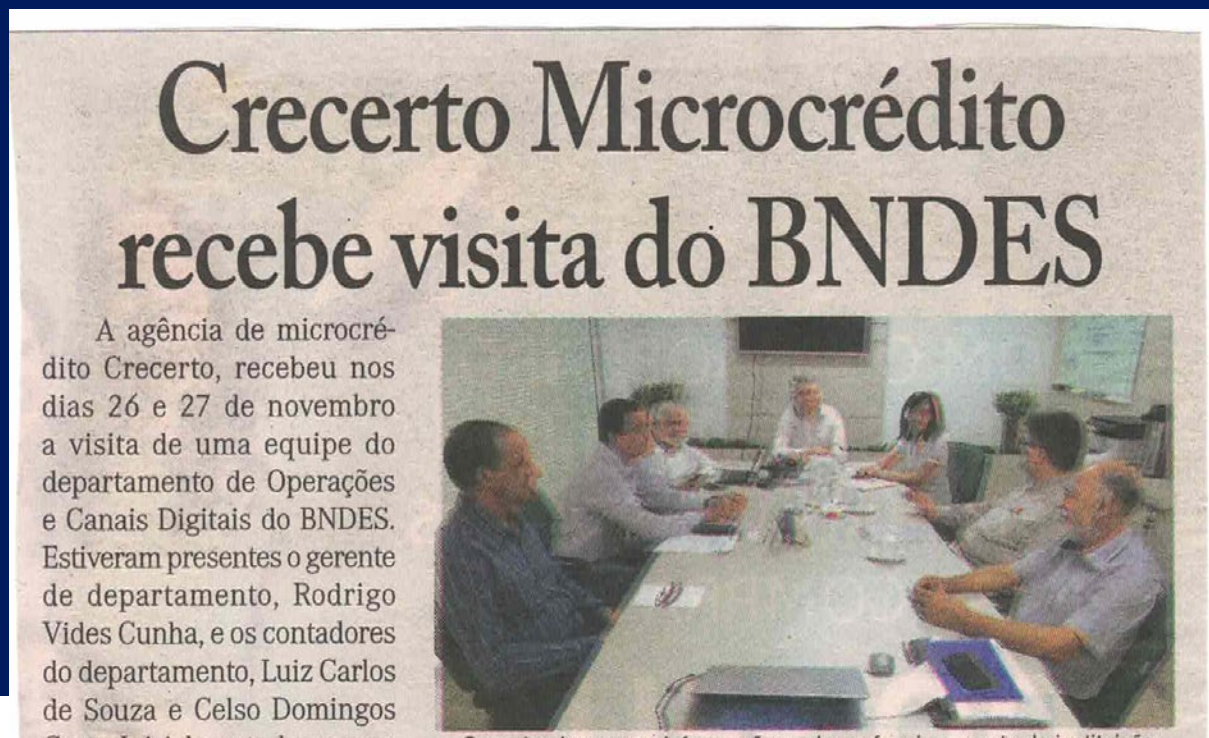 Crecerto Microcrédito
recebe visita do BNDES
A agência de microcré-
dito Crecerto, recebeu nos
dias 26 e 27 de novembro
a visita de uma equipe do
departamento de Operações
e Canais Digitais do BNDES.
Estiveram presentes o gerente
de departamento, Rodrigo
Vides Cunha, e os contadores
do departamento, Luiz Carlos
de Souza e Celso Domingos